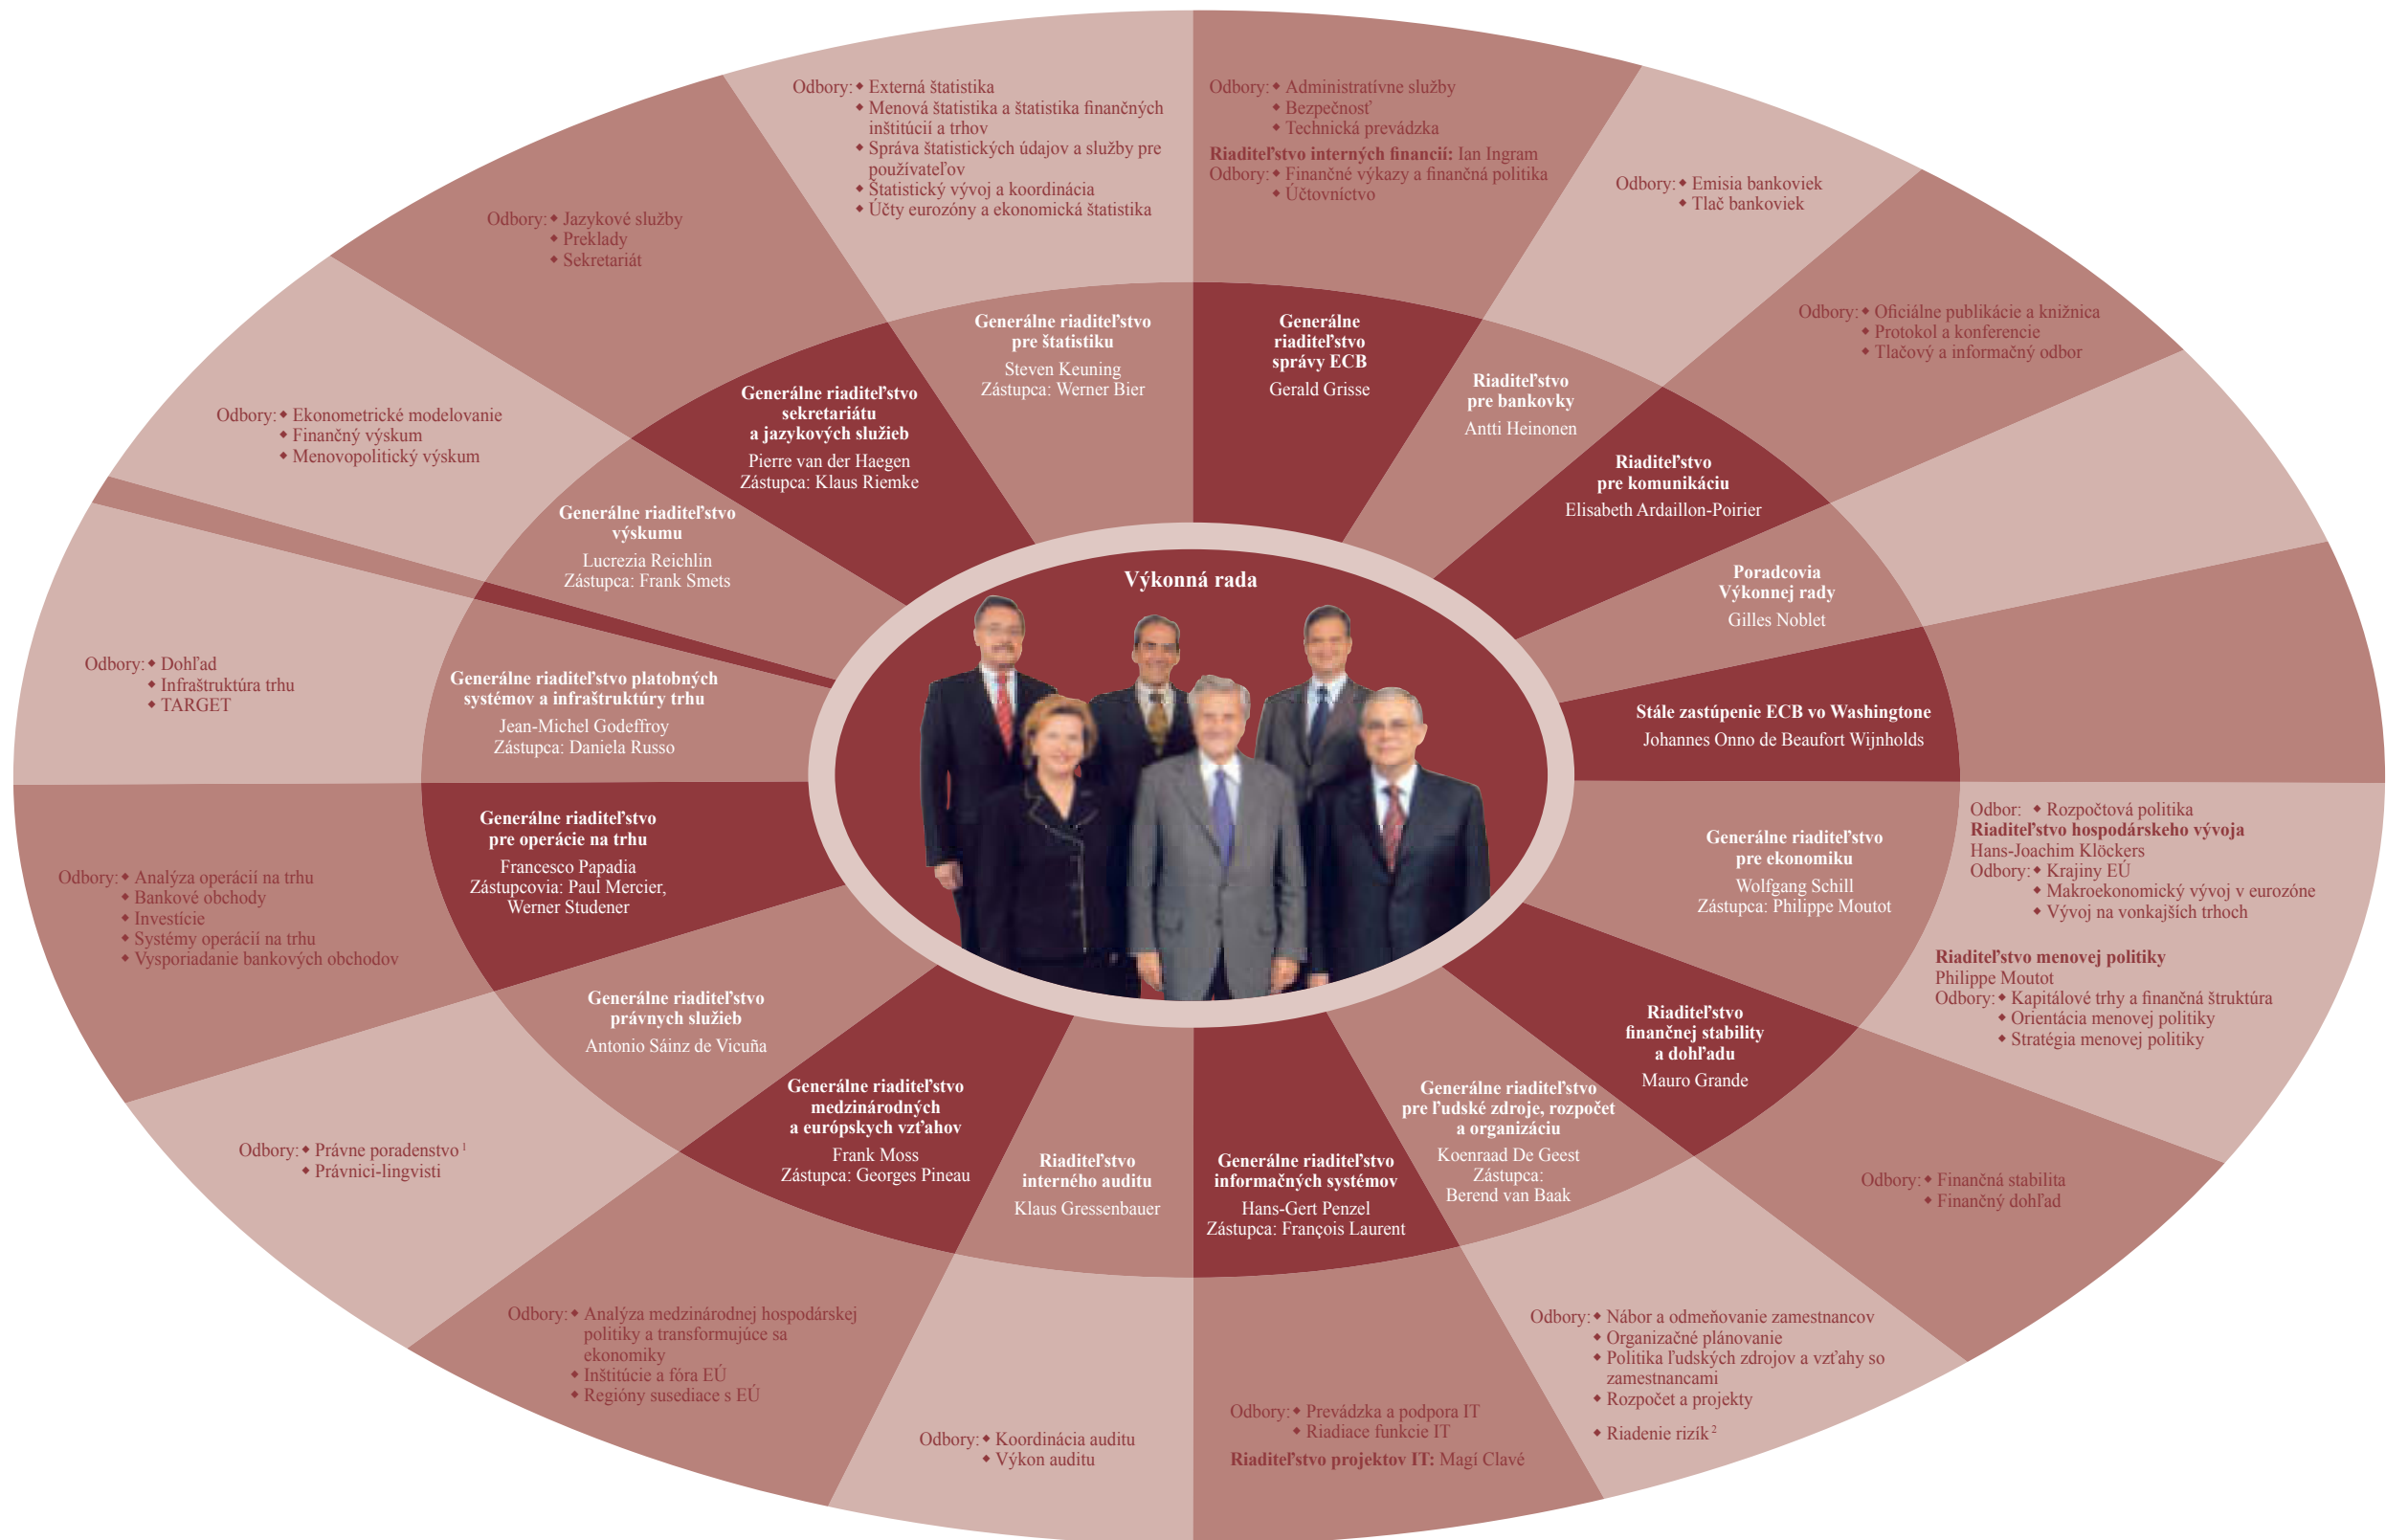 Odbory: ◆ Externá štatistika
◆ Menová štatistika a štatistika finančných
inštitúcií a trhov
◆ Správa štatistických údajov a služby pre
používateľov
◆ Štatistický vývoj a koordinácia
◆ Účty eurozóny a ekonomická štatistika
Generálne riaditeľstvo
pre štatistiku
Steven Keuning
Zástupca: Werner Bier
Odbory: ◆ Administratívne služby
◆ Bezpečnosť
◆ Technická prevádzka
Riaditeľstvo interných financií: Ian Ingram
Odbory: ◆ Finančné výkazy a finančná politika
◆ Účtovníctvo
Generálne
riaditeľstvo
správy ECB
Gerald Grisse
Odbory: ◆ Emisia bankoviek
◆ Tlač bankoviek
Riaditeľstvo
pre bankovky
Antti Heinonen
Odbory: ◆ Oficiálne publikácie a knižnica
◆ Protokol a konferencie
◆ Tlačový a informačný odbor
Riaditeľstvo
pre komunikáciu
Elisabeth Ardaillon-Poirier
Poradcovia
Výkonnej rady
Gilles Noblet
Stále zastúpenie ECB vo Washingtone
Johannes Onno de Beaufort Wijnholds
Generálne riaditeľstvo
pre ekonomiku
Wolfgang Schill
Zástupca: Philippe Moutot
Odbor: ◆ Rozpočtová politika
Riaditeľstvo hospodárskeho vývoja
Hans-Joachim Klöckers
Odbory: ◆ Krajiny EÚ
◆ Makroekonomický vývoj v eurozóne
◆ Vývoj na vonkajších trhoch
Riaditeľstvo menovej politiky
Philippe Moutot
Odbory: ◆ Kapitálové trhy a finančná štruktúra
◆ Orientácia menovej politiky
◆ Stratégia menovej politiky
Riaditeľstvo
finančnej stability
a dohľadu
Mauro Grande
Odbory: ◆ Finančná stabilita
◆ Finančný dohľad
Generálne riaditeľstvo
pre ľudské zdroje, rozpočet
a organizáciu
Koenraad De Geest
Zástupca:
Berend van Baak
Odbory: ◆ Nábor a odmeňovanie zamestnancov
◆ Organizačné plánovanie
◆ Politika ľudských zdrojov a vzťahy so
zamestnancami
◆ Rozpočet a projekty
◆ Riadenie rizík ²
Generálne riaditeľstvo
informačných systémov
Hans-Gert Penzel
Zástupca: François Laurent
Odbory: ◆ Prevádzka a podpora IT
◆ Riadiace funkcie IT
Riaditeľstvo projektov IT: Magí Clavé
Riaditeľstvo
interného auditu
Klaus Gressenbauer
Odbory: ◆ Koordinácia auditu
◆ Výkon auditu
Generálne riaditeľstvo
medzinárodných
a európskych vzťahov
Frank Moss
Zástupca: Georges Pineau
Odbory: ◆ Analýza medzinárodnej hospodárskej
politiky a transformujúce sa
ekonomiky
◆ Inštitúcie a fóra EÚ
◆ Regióny susediace s EÚ
Generálne riaditeľstvo
právnych služieb
Antonio Sáinz de Vicuña
Odbory: ◆ Právne poradenstvo ¹
◆ Právnici-lingvisti
Generálne riaditeľstvo
pre operácie na trhu
Francesco Papadia
Zástupcovia: Paul Mercier,
Werner Studener
Odbory: ◆ Analýza operácií na trhu
◆ Bankové obchody
◆ Investície
◆ Systémy operácií na trhu
◆ Vysporiadanie bankových obchodov
Generálne riaditeľstvo platobných
systémov a infraštruktúry trhu
Jean-Michel Godeffroy
Zástupca: Daniela Russo
Odbory: ◆ Dohľad
◆ Infraštruktúra trhu
◆ TARGET
Generálne riaditeľstvo
výskumu
Lucrezia Reichlin
Zástupca: Frank Smets
Odbory: ◆ Ekonometrické modelovanie
◆ Finančný výskum
◆ Menovopolitický výskum
Generálne riaditeľstvo
sekretariátu
a jazykových služieb
Pierre van der Haegen
Zástupca: Klaus Riemke
Odbory: ◆ Jazykové služby
◆ Preklady
◆ Sekretariát
Výkonná rada